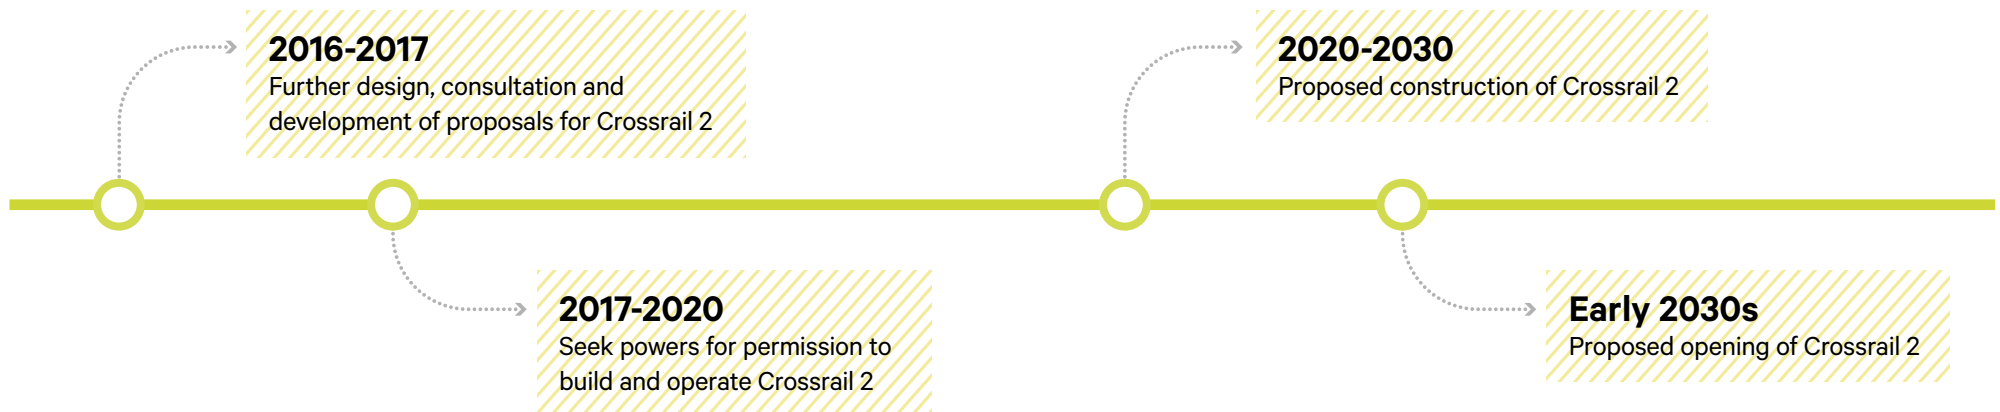 2016-2017
Further design, consultation and
development of proposals for Crossrail 2
2017-2020
Seek powers for permission to
build and operate Crossrail 2
2020-2030
Proposed construction of Crossrail 2
Early 2030s
Proposed opening of Crossrail 2